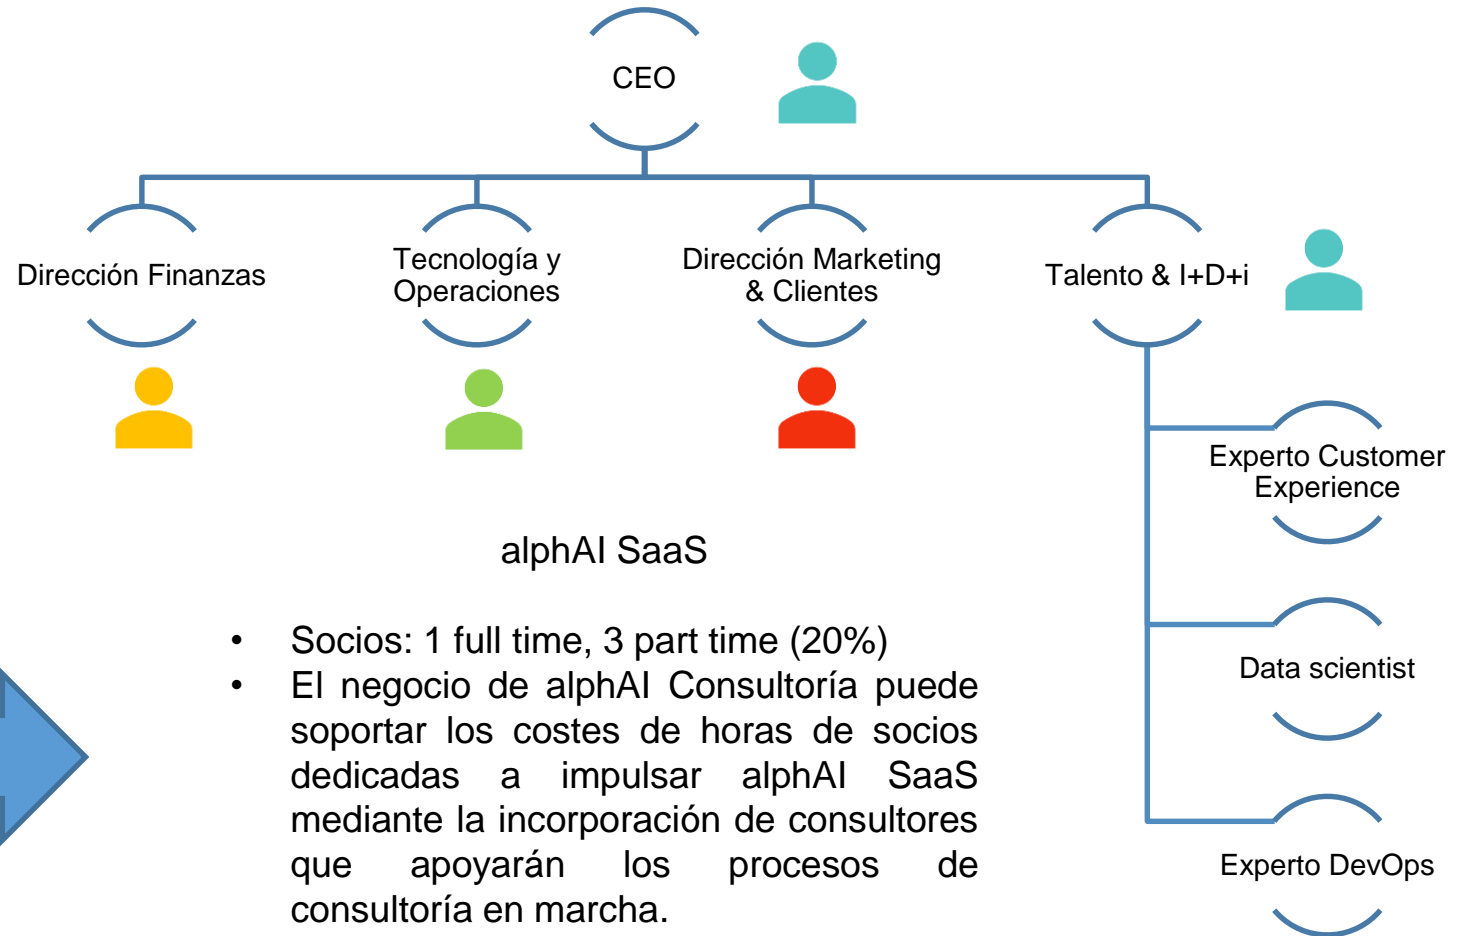 CEO
Dirección Finanzas
Tecnología y
Operaciones
Dirección Marketing
& Clientes
Talento & I+D+i
Experto Customer
Experience
Data scientist
Experto DevOps
alphAI SaaS
• Socios: 1 full time, 3 part time (20%)
• El negocio de alphAI Consultoría puede
soportar los costes de horas de socios
dedicadas a impulsar alphAI SaaS
mediante la incorporación de consultores
que apoyarán los procesos de
consultoría en marcha.